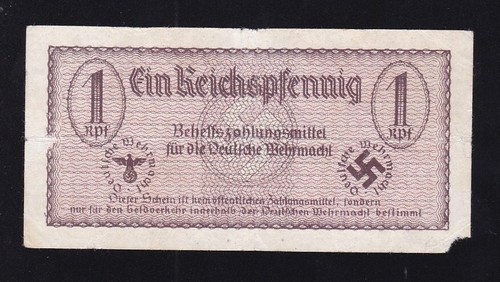 1 Ein Reichspfennig 1
Rpf Rpf
Behelfszahlungsmittel
für die Deutsche Wehrmacht
Deutsche Wehrmacht
Deutsche Wehrmacht
Dieser Schein ist kein öffentliches Zahlungsmittel, sondern
nur für den Geldverkehr innerhalb der Deutschen Wehrmacht bestimmt